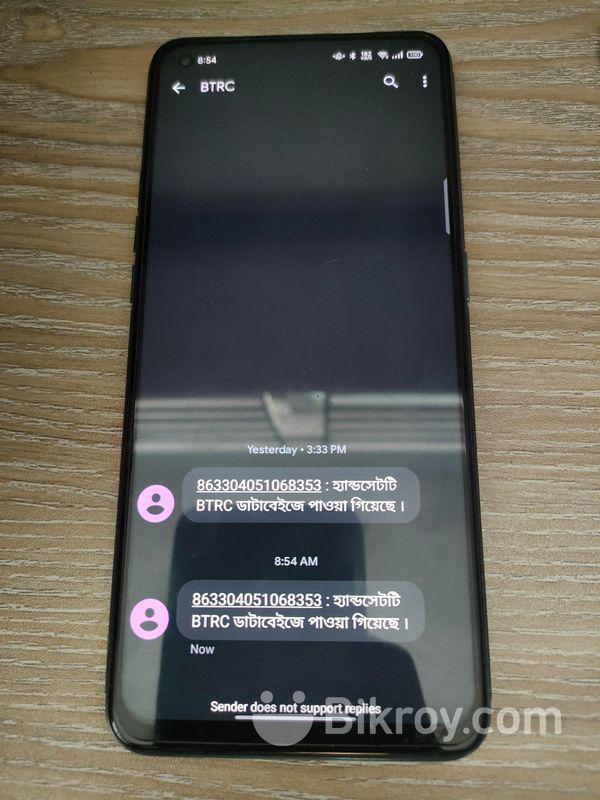 8:54
100
BTRC
Yesterday • 3:33 PM
863304051068353 : হ্যান্ডসেটটি
BTRC ডাটাবেইজে পাওয়া গিয়েছে ।
8:54 AM
863304051068353 : হ্যান্ডসেটটি
BTRC ডাটাবেইজে পাওয়া গিয়েছে ।
Now
Sender does not support replies
Bikroy.com